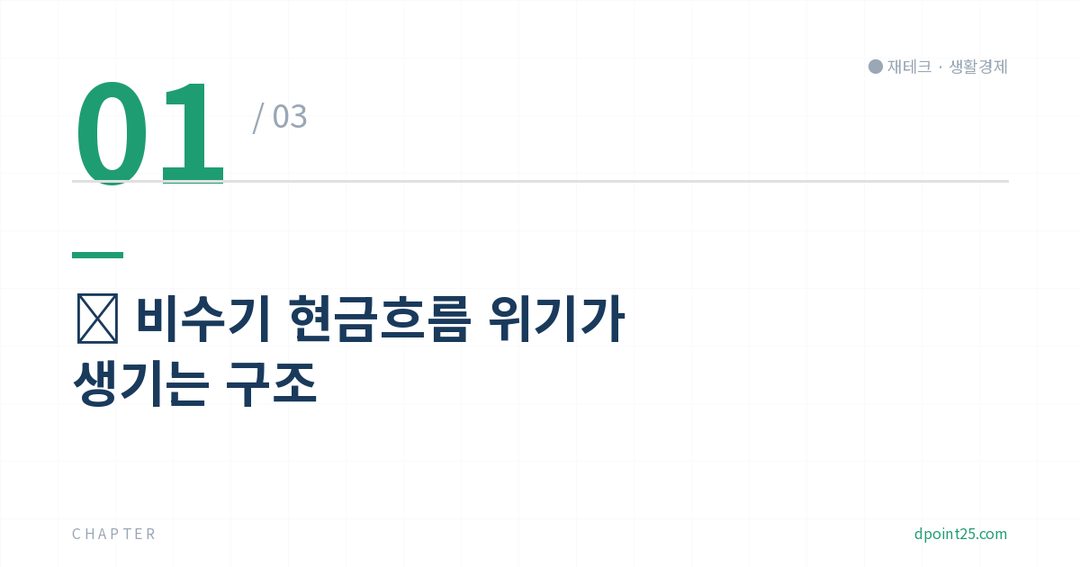 01 / 03
● 재테크 · 생활경제
비수기 현금흐름 위기가
생기는 구조
CHAPTER
dpoint25.com